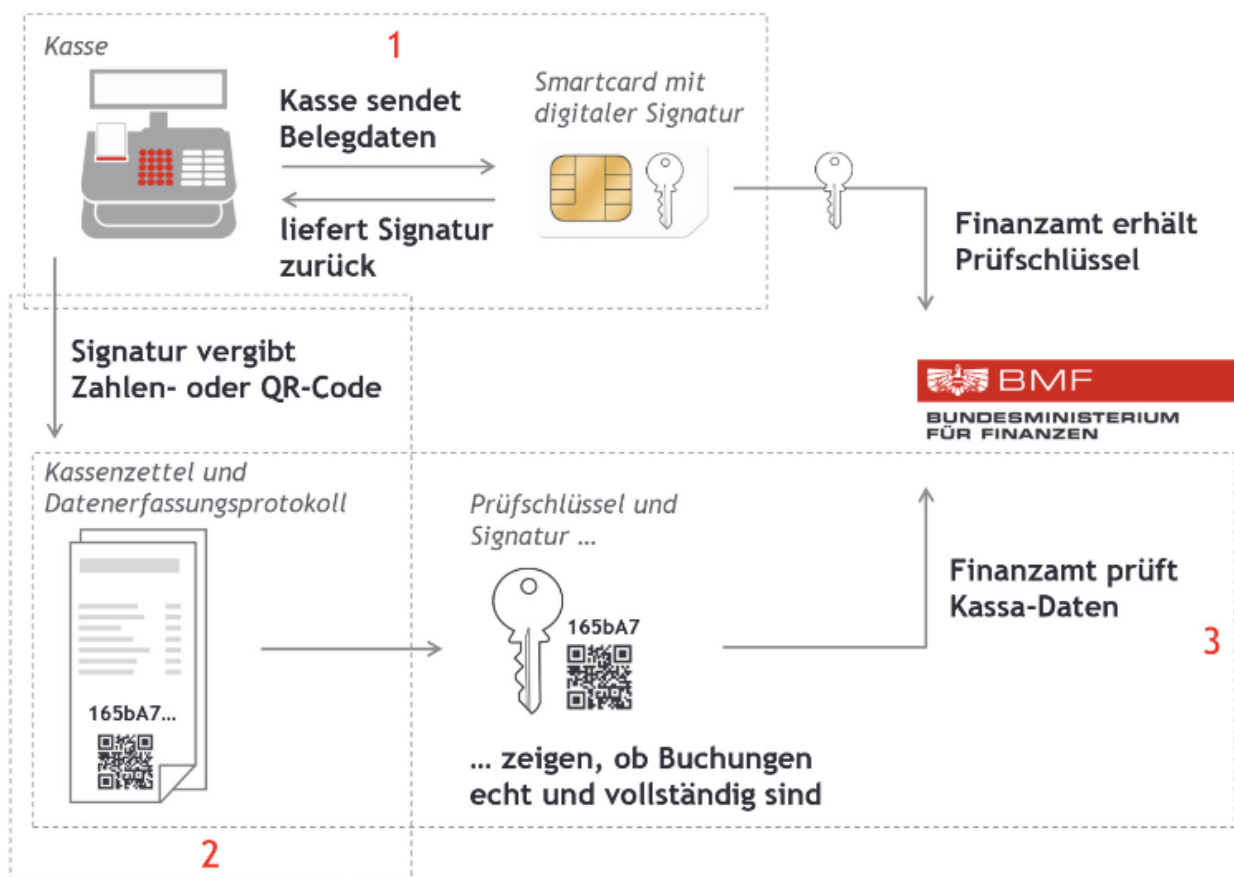 Kasse
1
Kasse sendet
Belegdaten
liefert Signatur
zurück
Smartcard mit
digitaler Signatur
Finanzamt erhält
Prüfschlüssel
Signatur vergibt
Zahlen- oder QR-Code
BMF
BUNDESMINISTERIUM
FÜR FINANZEN
Kassenzettel und
Datenerfassungsprotokoll
165bA7...
2
Prüfschlüssel und
Signatur ...
165bA7
... zeigen, ob Buchungen
echt und vollständig sind
Finanzamt prüft
Kassa-Daten
3